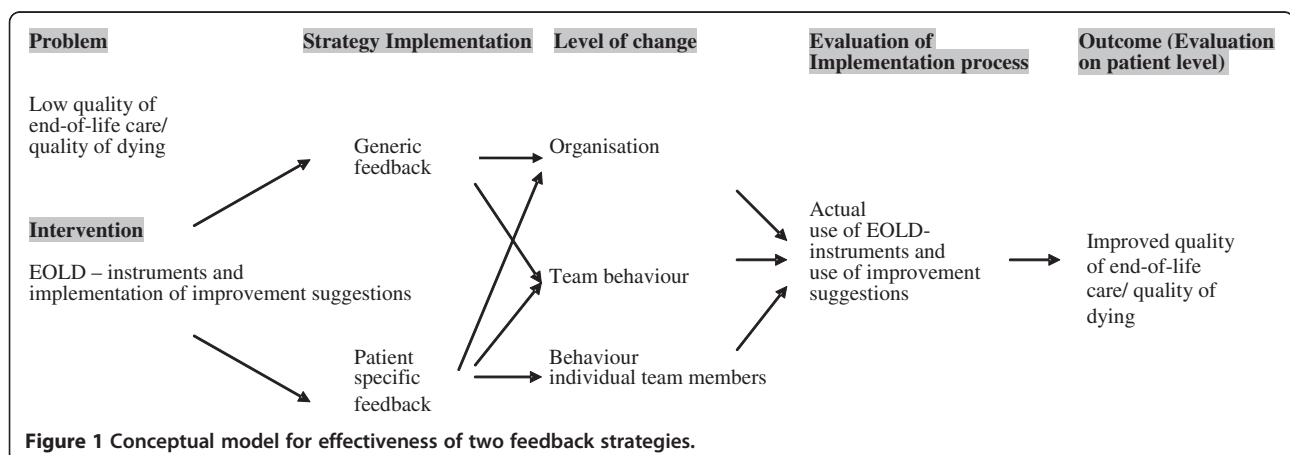 Problem
Strategy Implementation
Level of change
Evaluation of
Implementation process
Outcome (Evaluation
on patient level)
Low quality of
end-of-life care/
quality of dying
Intervention
EOLD – instruments and
implementation of improvement suggestions
Generic
feedback
Patient
specific
feedback
Organisation
Team behaviour
Behaviour
individual team members
Actual
use of EOLD-
instruments and
use of improvement
suggestions
Improved quality
of end-of-life
care/ quality of
dying
Figure 1 Conceptual model for effectiveness of two feedback strategies.